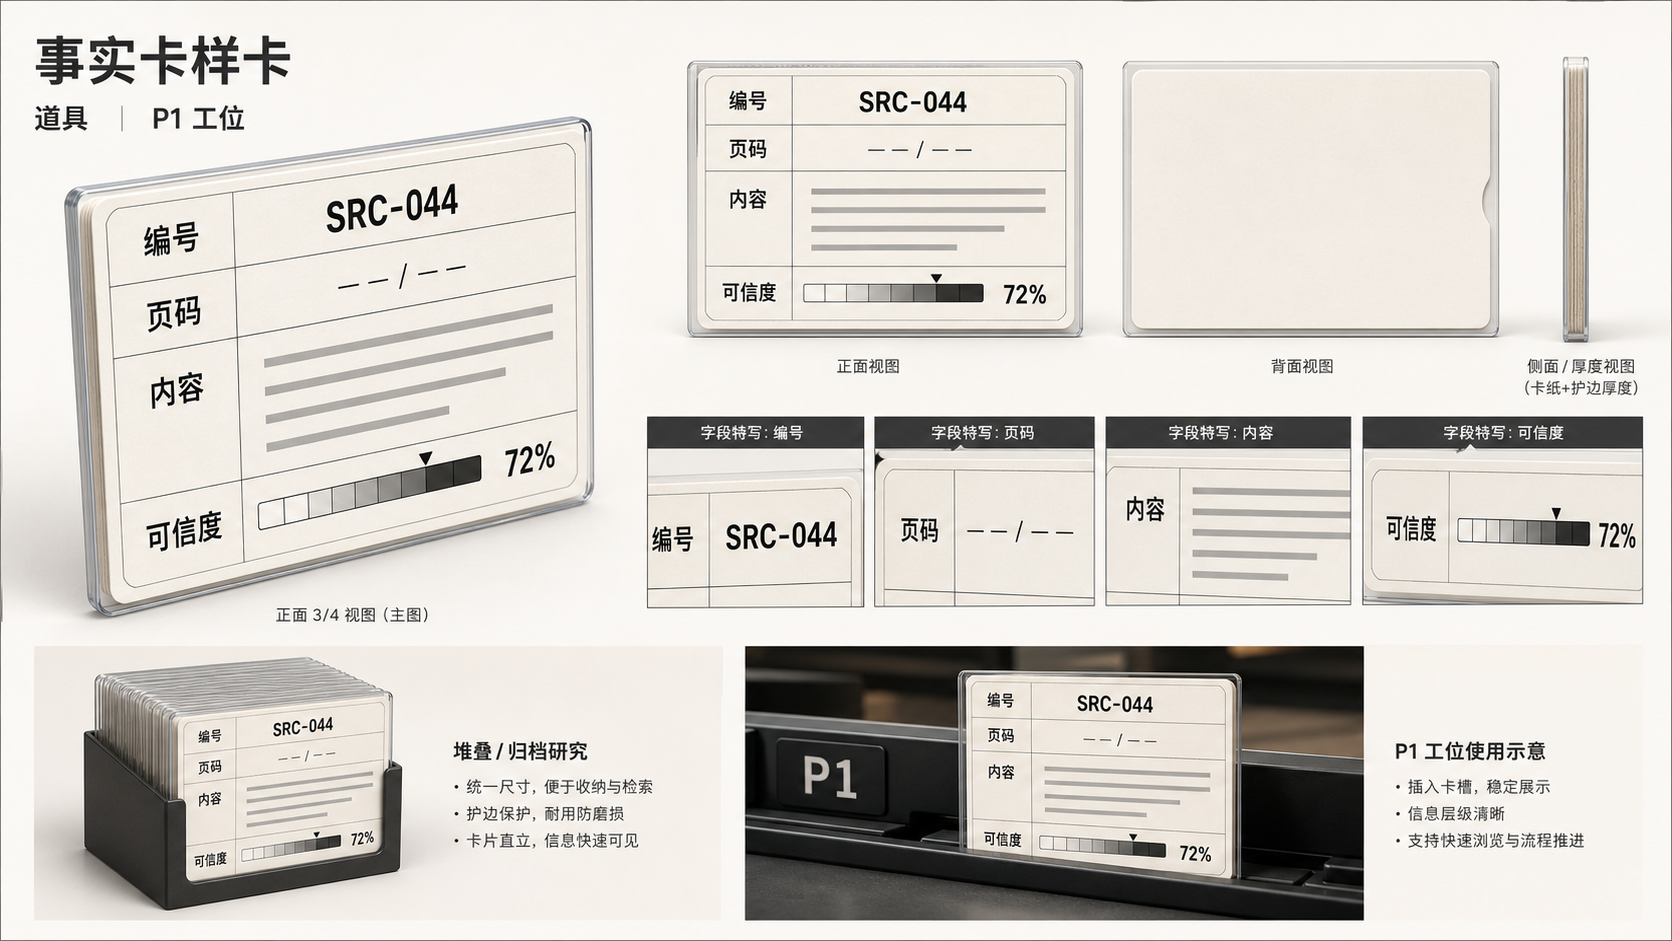 事实卡样卡
道具 | P1 工位
编号 SRC-044
页码 — — / — —
内容
可信度 72%
正面 3/4 视图（主图）
编号 SRC-044
页码 — — / — —
内容
可信度 72%
正面视图
背面视图
侧面 / 厚度视图
（卡纸+护边厚度）
字段特写: 编号
编号 SRC-044
字段特写: 页码
页码 — — / — —
字段特写: 内容
内容
字段特写: 可信度
可信度 72%
编号 SRC-044
页码 — — / — —
内容
可信度 72%
堆叠 / 归档研究
• 统一尺寸，便于收纳与检索
• 护边保护，耐用防磨损
• 卡片直立，信息快速可见
P1
编号 SRC-044
页码 — — / — —
内容
可信度 72%
P1 工位使用示意
• 插入卡槽，稳定展示
• 信息层级清晰
• 支持快速浏览与流程推进